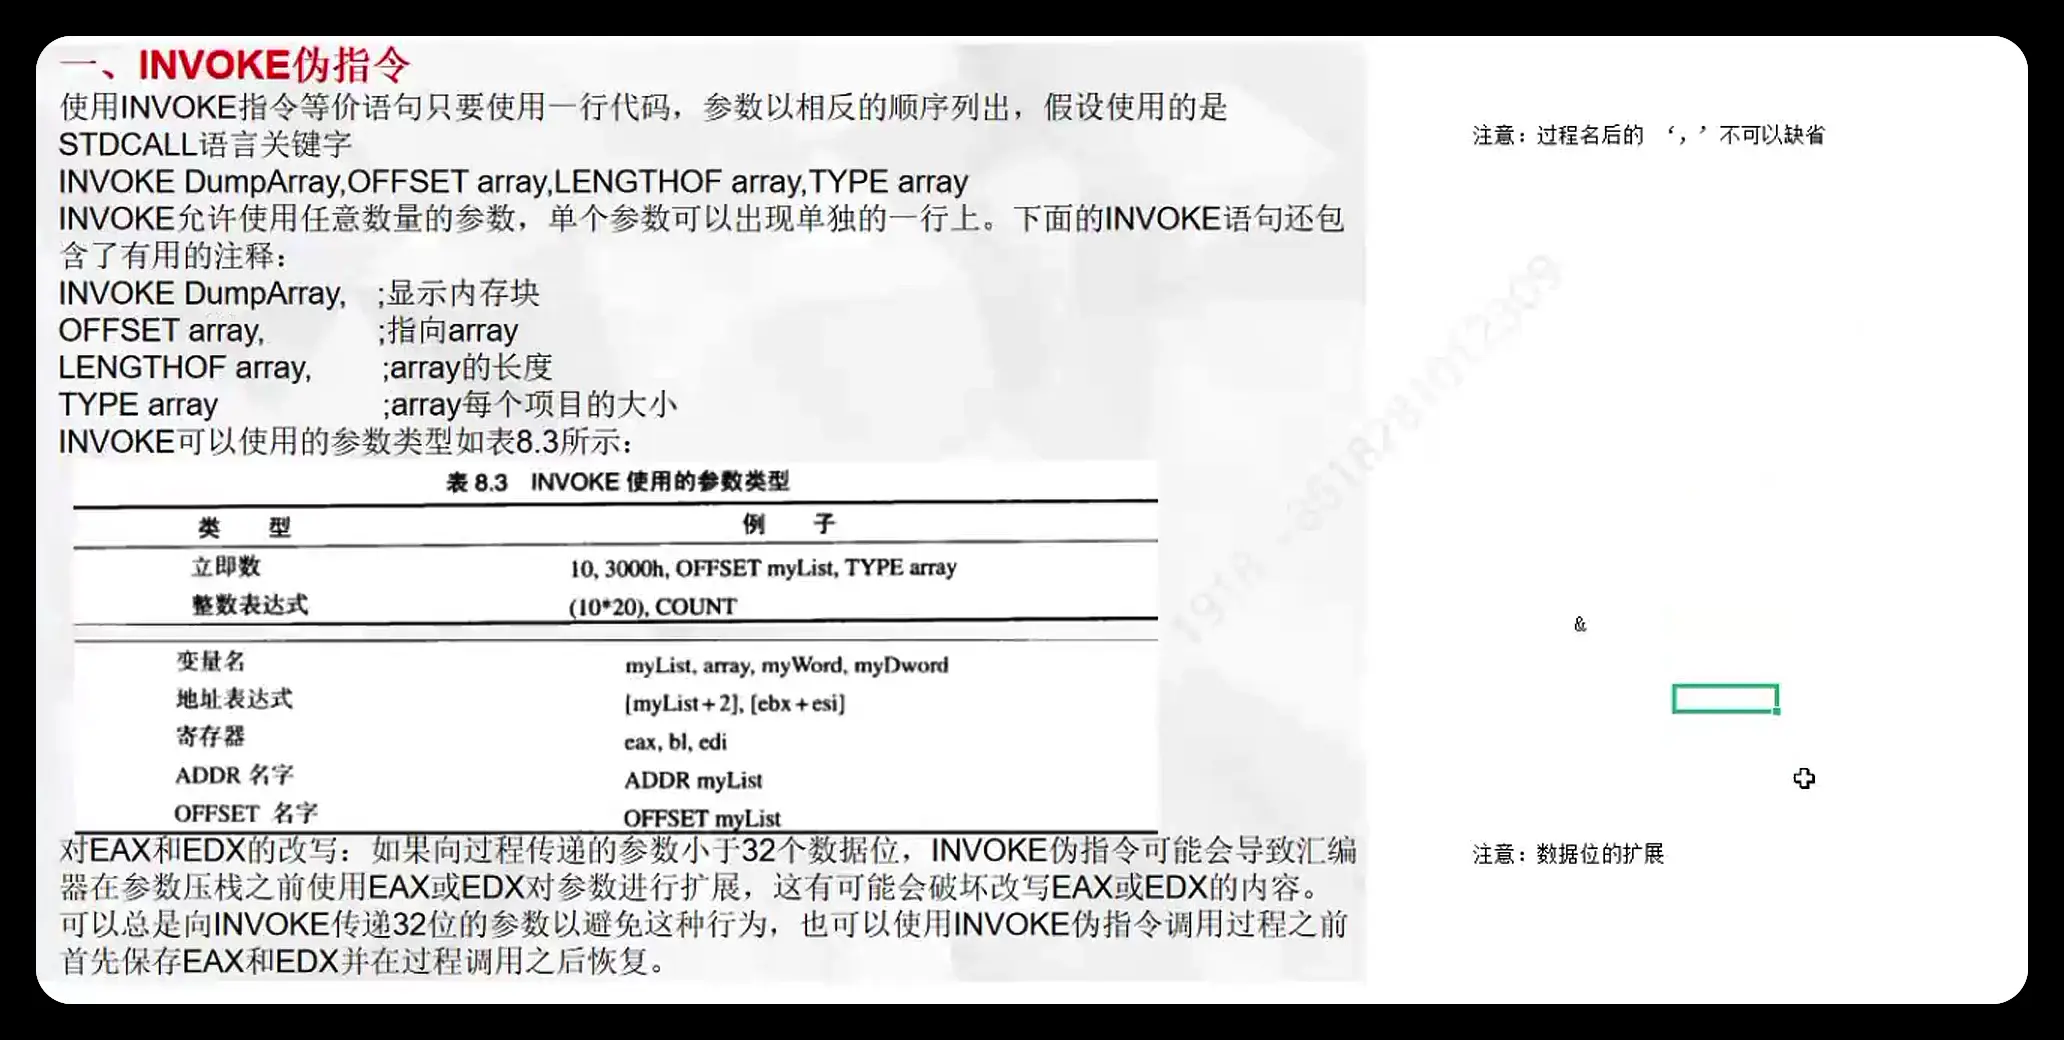 一、INVOKE伪指令
使用INVOKE指令等价语句只要使用一行代码，参数以相反的顺序列出，假设使用的是
STDCALL语言关键字
INVOKE DumpArray,OFFSET array,LENGTHOF array,TYPE array
INVOKE允许使用任意数量的参数，单个参数可以出现单独的一行上。下面的INVOKE语句还包
含了有用的注释：
INVOKE DumpArray, ;显示内存块
OFFSET array, ;指向array
LENGTHOF array, ;array的长度
TYPE array ;array每个项目的大小
INVOKE可以使用的参数类型如表8.3所示：
表 8.3 INVOKE 使用的参数类型
类 型 例 子
立即数 10, 3000h, OFFSET myList, TYPE array
整数表达式 (10*20), COUNT
变量名 myList, array, myWord, myDword
地址表达式 [myList+2], [ebx+esi]
寄存器 eax, bl, edi
ADDR 名字 ADDR myList
OFFSET 名字 OFFSET myList
对EAX和EDX的改写：如果向过程传递的参数小于32个数据位，INVOKE伪指令可能会导致汇编
器在参数压栈之前使用EAX或EDX对参数进行扩展，这有可能会破坏改写EAX或EDX的内容。
可以总是向INVOKE传递32位的参数以避免这种行为，也可以使用INVOKE伪指令调用过程之前
首先保存EAX和EDX并在过程调用之后恢复。
注意：过程名后的 ‘，’不可以缺省
&
注意：数据位的扩展